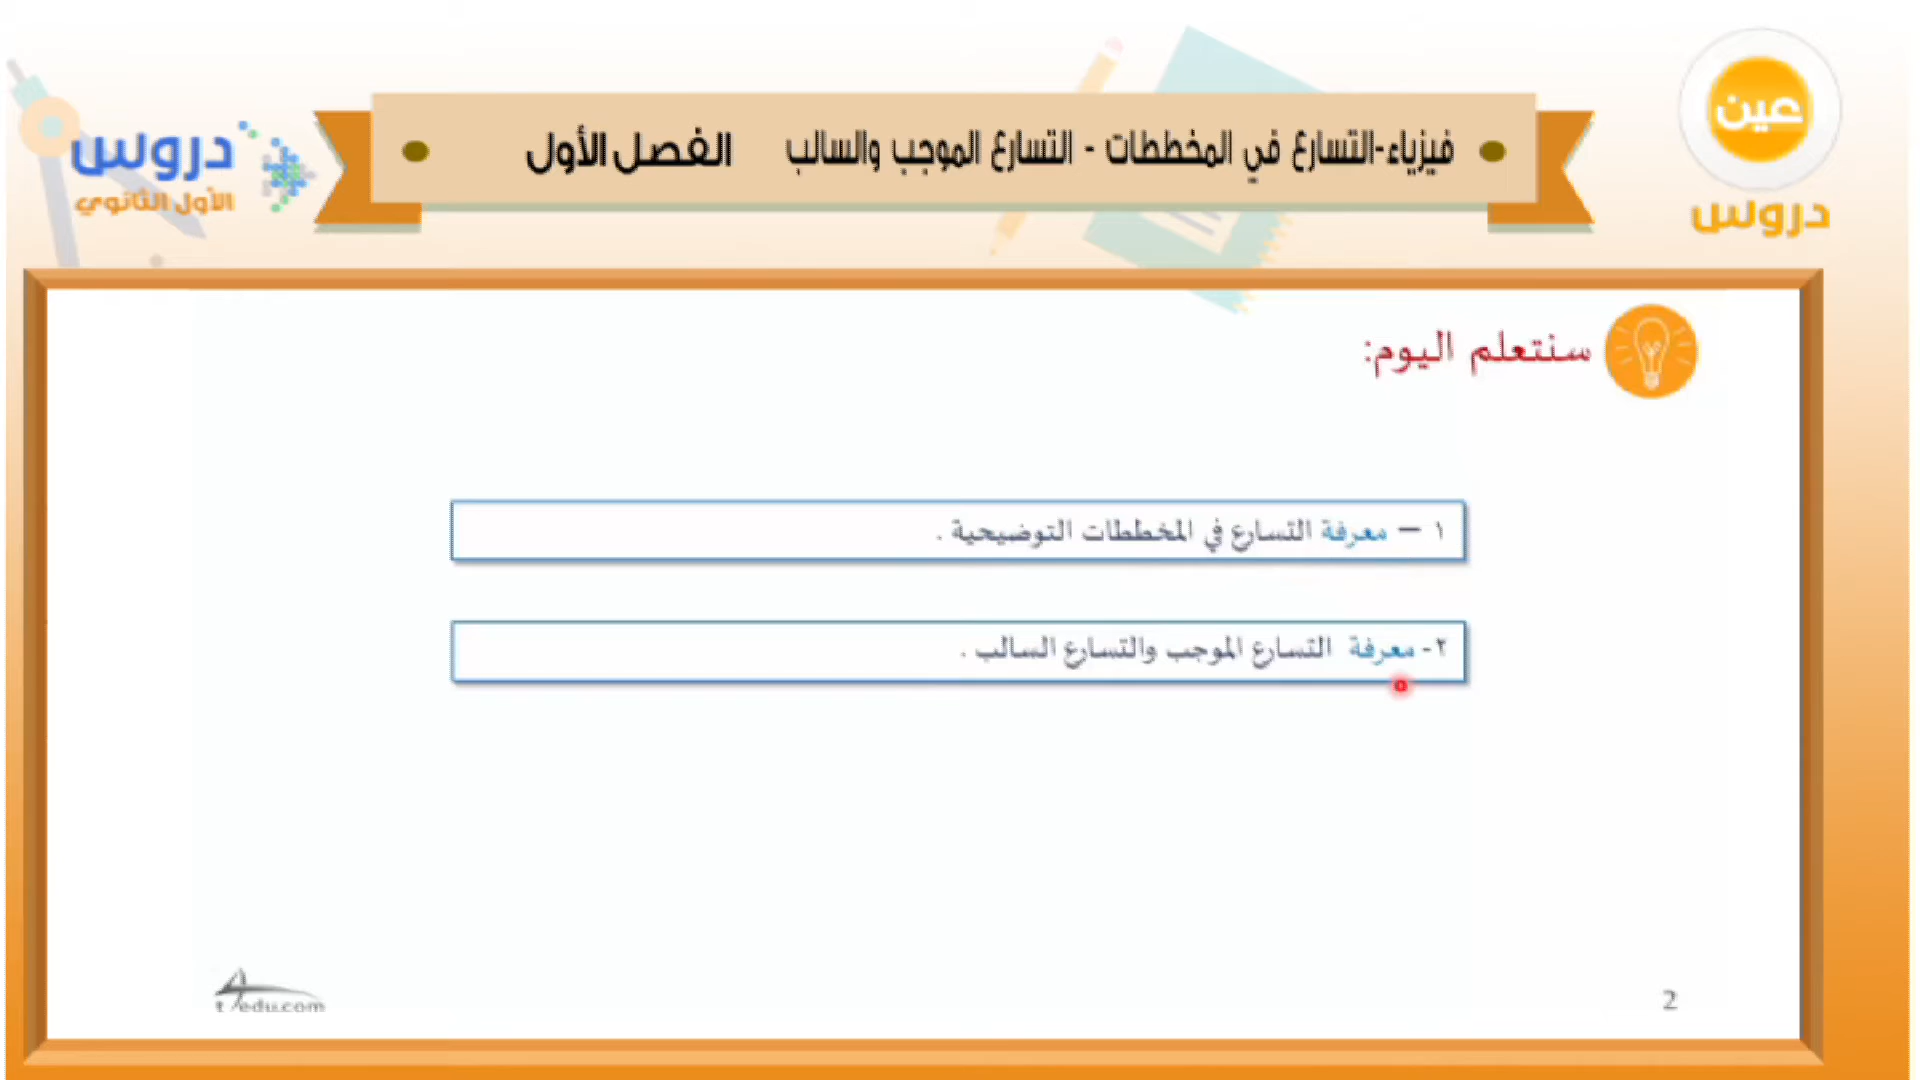 عين
دروس
فيزياء-التسارع في المخططات - التسارع الموجب والسالب الفصل الأول
دروس
الأول الثانوي
سنتعلم اليوم:
١ – معرفة التسارع في المخططات التوضيحية .
٢- معرفة التسارع الموجب والتسارع السالب .
t4edu.com
2